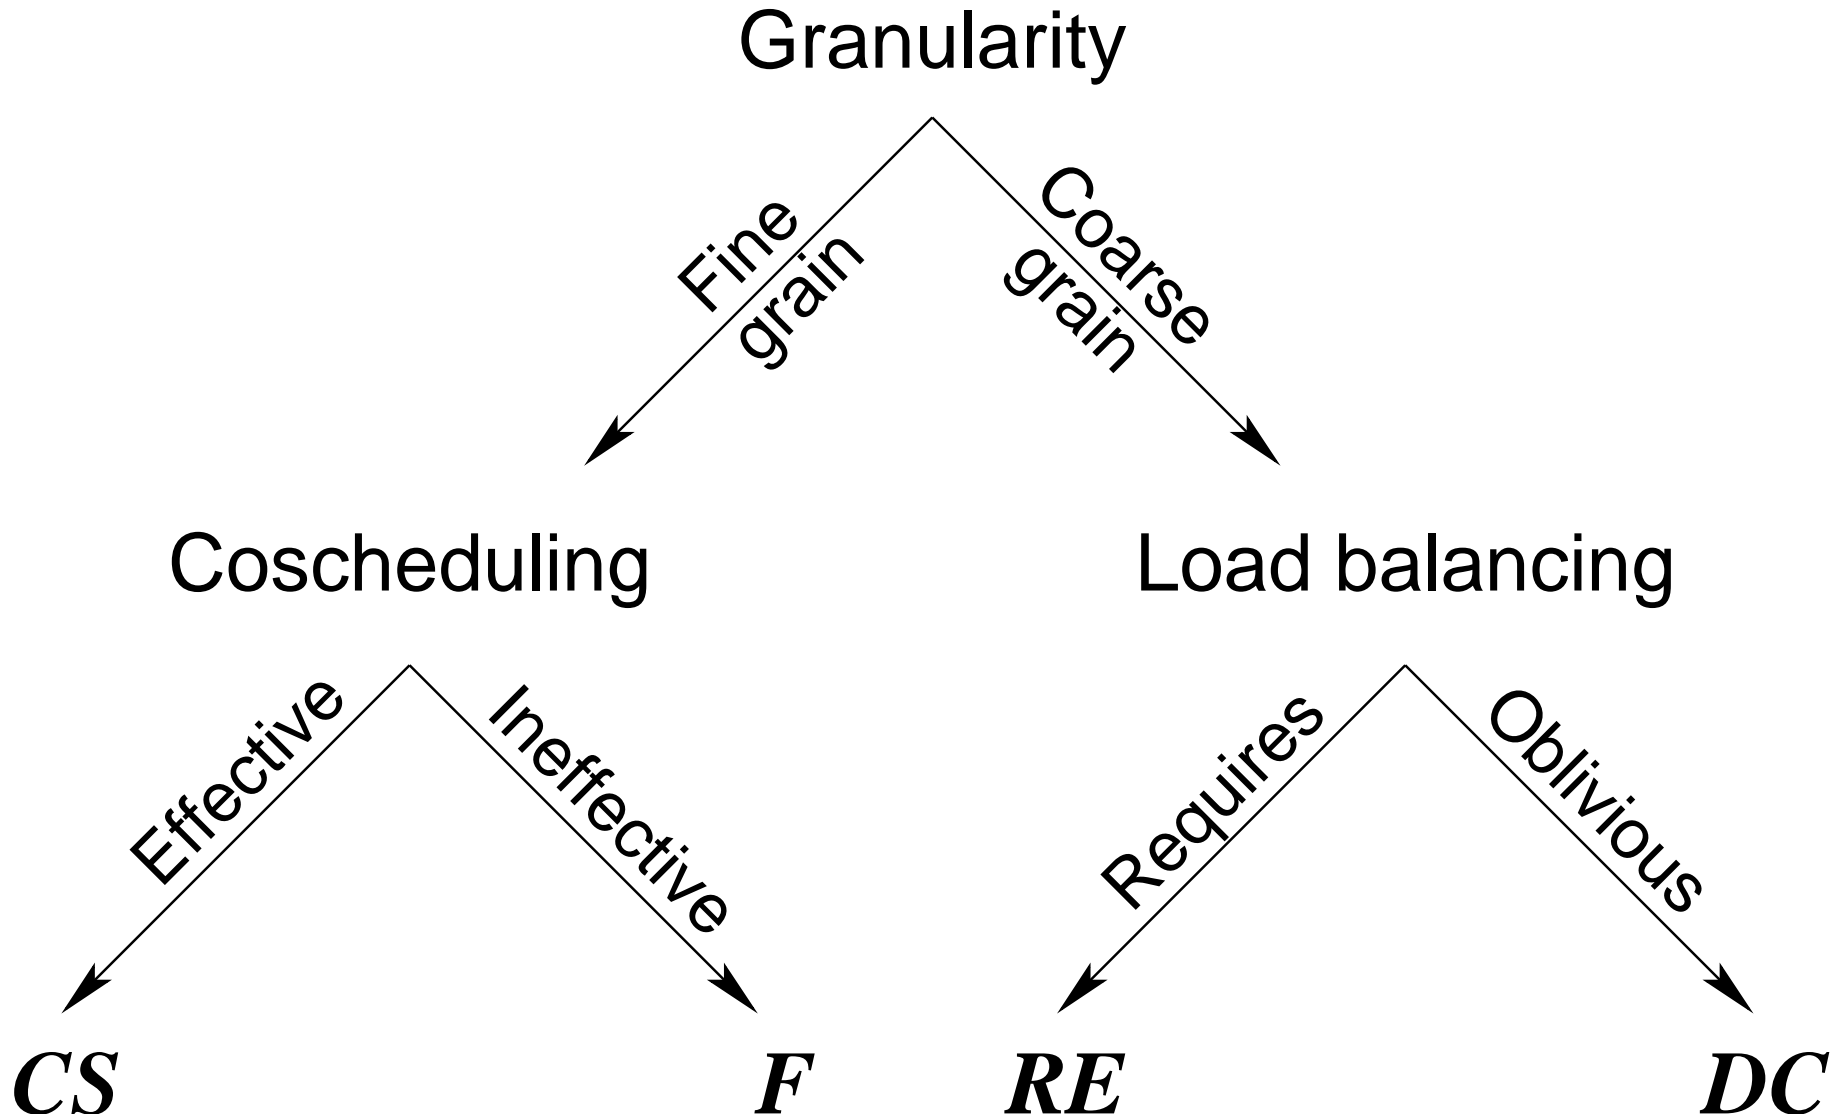 Granularity
Fine
grain
Coarse
grain
Coscheduling
Load balancing
Effective
Ineffective
Requires
Oblivious
CS
F
RE
DC